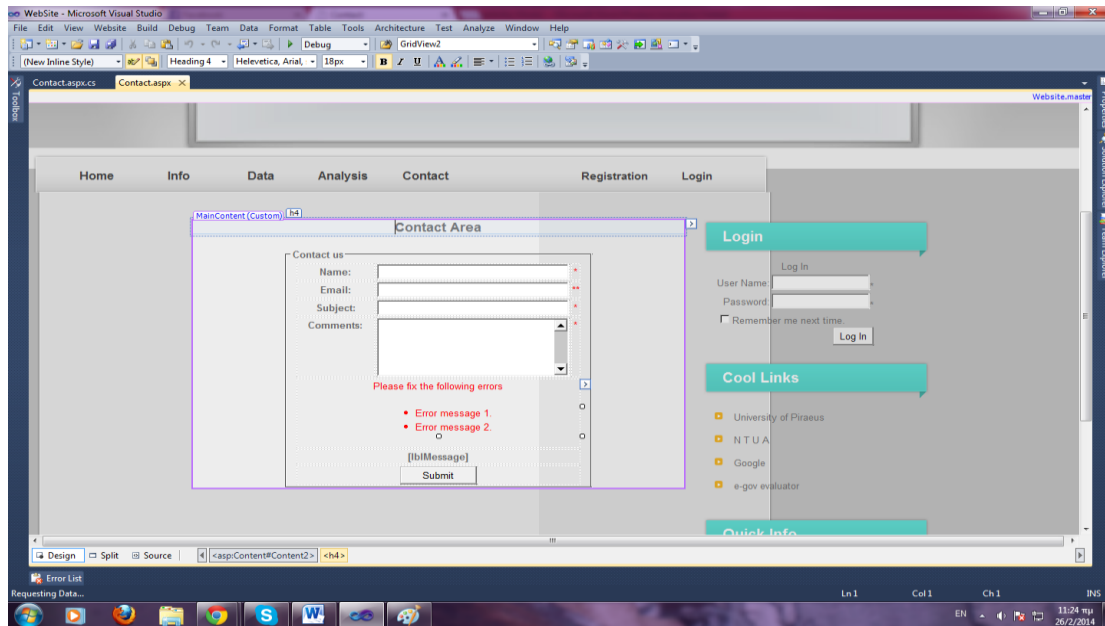 WebSite - Microsoft Visual Studio
File Edit View Website Build Debug Team Data Format Table Tools Architecture Test Analyze Window Help
Debug GridView2
(New Inline Style) Heading 4 Helevetica, Arial, 18px B I U A
Toolbox
Contact.aspx.cs Contact.aspx
Website.master
Properties
Solution Explorer
Team Explorer
Home Info Data Analysis Contact Registration Login
MainContent (Custom) h4
Contact Area
Contact us
Name: *
Email: **
Subject: *
Comments: *
Please fix the following errors
• Error message 1.
• Error message 2.
[lblMessage]
Submit
Login
Log In
User Name: *
Password: *
Remember me next time.
Log In
Cool Links
University of Piraeus
N T U A
Google
e-gov evaluator
Quick Info
Design Split Source <asp:Content#Content2> <h4>
Error List
Requesting Data... Ln 1 Col 1 Ch 1 INS
EN 11:24 πμ
26/2/2014